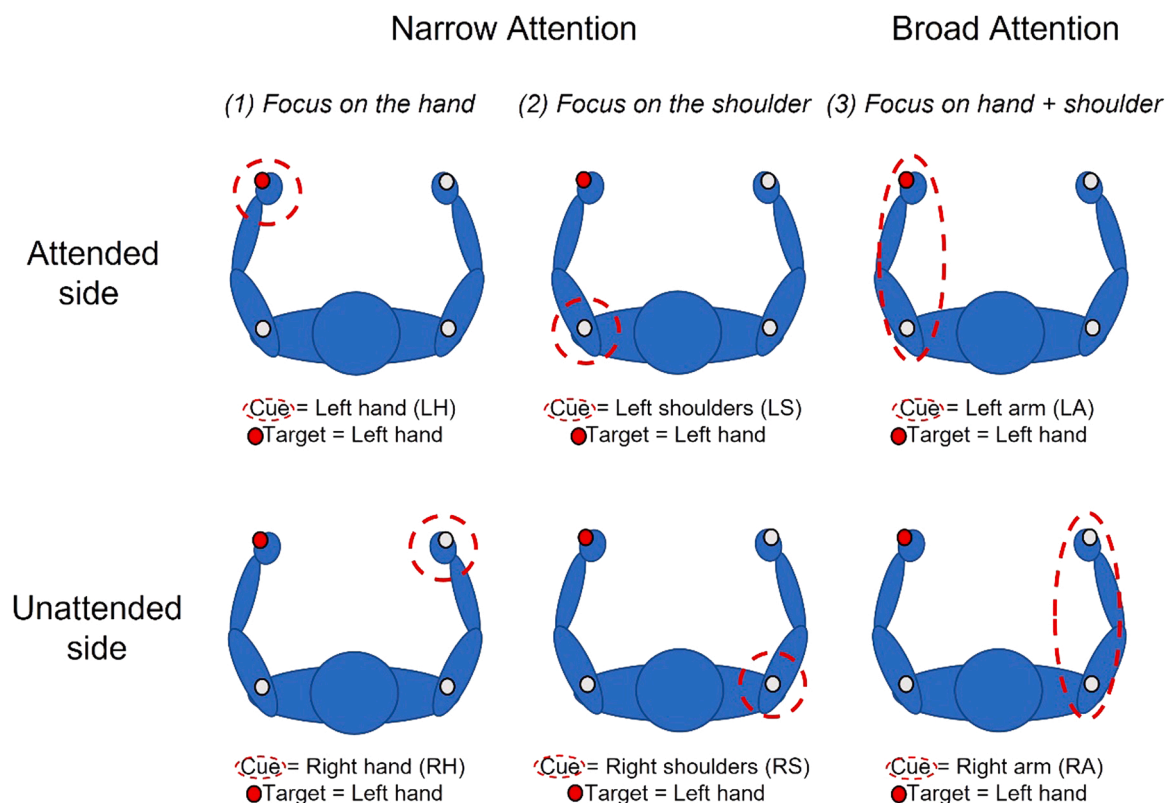 Narrow Attention
Broad Attention
(1) Focus on the hand
(2) Focus on the shoulder
(3) Focus on hand + shoulder
Attended
side
Cue = Left hand (LH)
Target = Left hand
Cue = Left shoulders (LS)
Target = Left hand
Cue = Left arm (LA)
Target = Left hand
Unattended
side
Cue = Right hand (RH)
Target = Left hand
Cue = Right shoulders (RS)
Target = Left hand
Cue = Right arm (RA)
Target = Left hand